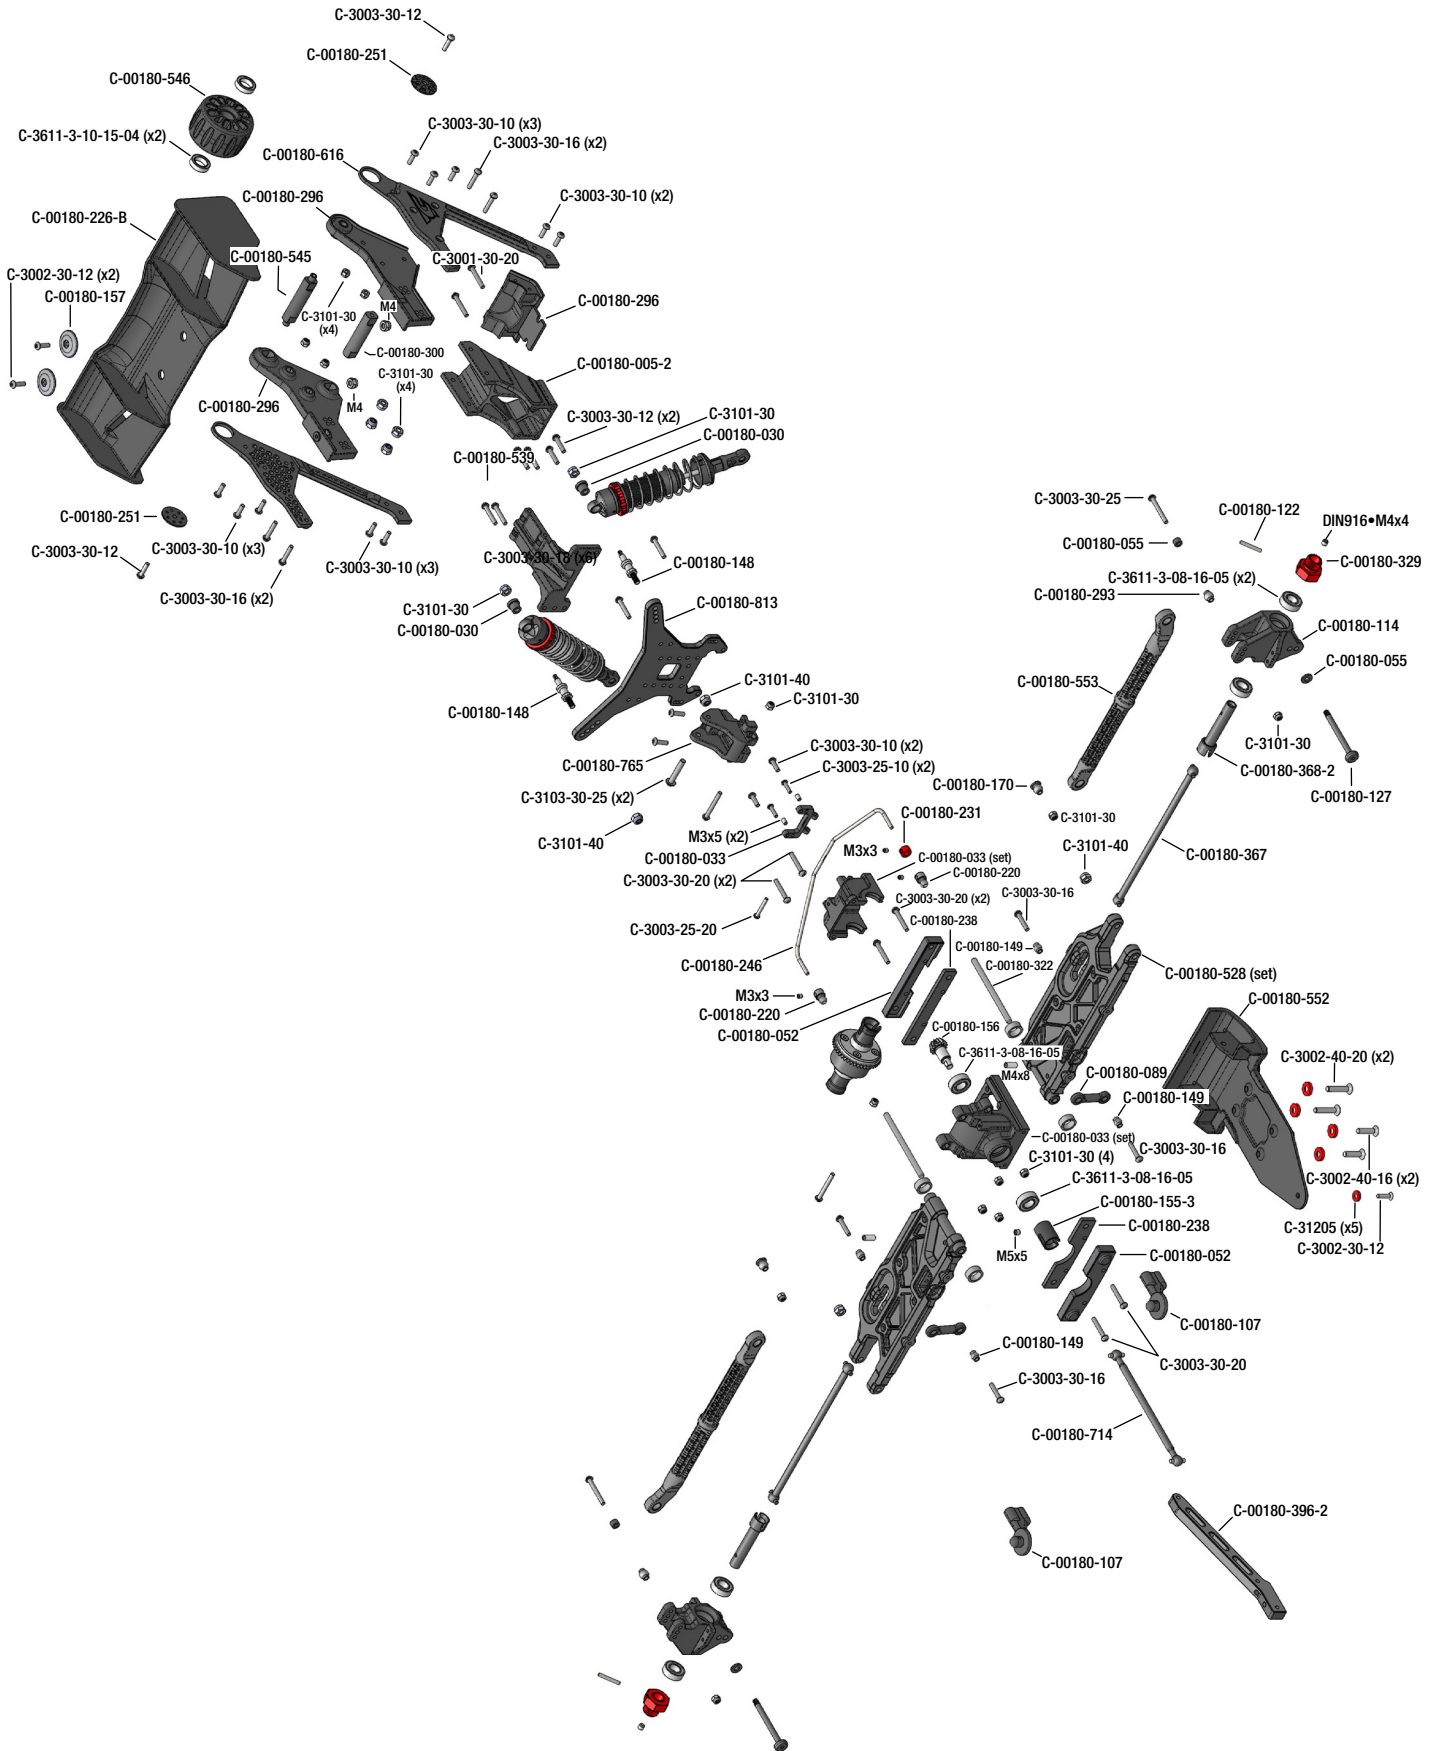 C-3003-30-12
C-00180-251
C-00180-546
C-3003-30-10 (x3)
C-3611-3-10-15-04 (x2)
C-3003-30-16 (x2)
C-00180-616
C-00180-296
C-3003-30-10 (x2)
C-00180-226-B
C-00180-545
C-3001-30-20
C-3002-30-12 (x2)
C-00180-157
C-00180-296
M4
C-3101-30
(x4)
C-00180-300
C-00180-005-2
C-3101-30
(x4)
M4
C-00180-296
C-3003-30-12 (x2)
C-3101-30
C-00180-030
C-00180-539
C-3003-30-25
C-00180-122
C-00180-251
DIN916•M4x4
C-00180-055
C-3003-30-10 (x3)
C-3003-30-12
C-3003-30-18 (x6)
C-00180-148
C-00180-329
C-3003-30-10 (x3)
C-3611-3-08-16-05 (x2)
C-3003-30-16 (x2)
C-00180-293
C-3101-30
C-00180-813
C-00180-030
C-00180-114
C-00180-055
C-3101-40
C-00180-553
C-3101-30
C-00180-148
C-3101-30
C-3003-30-10 (x2)
C-00180-765
C-3003-25-10 (x2)
C-00180-368-2
C-00180-170
C-3103-30-25 (x2)
C-00180-127
C-00180-231
C-3101-30
M3x5 (x2)
C-3101-40
M3x3
C-3101-40
C-00180-367
C-00180-033
C-00180-033 (set)
C-00180-220
C-3003-30-20 (x2)
C-3003-30-16
C-3003-30-20 (x2)
C-00180-238
C-3003-25-20
C-00180-149
C-00180-246
C-00180-322
C-00180-528 (set)
M3x3
C-00180-552
C-00180-220
C-00180-052
C-00180-156
C-3611-3-08-16-05
C-3002-40-20 (x2)
M4x8
C-00180-089
C-00180-149
C-00180-033 (set)
C-3003-30-16
C-3101-30 (4)
C-3611-3-08-16-05
C-3002-40-16 (x2)
C-00180-155-3
C-00180-238
C-31205 (x5)
M5x5
C-00180-052
C-3002-30-12
C-00180-107
C-00180-149
C-3003-30-20
C-3003-30-16
C-00180-714
C-00180-396-2
C-00180-107